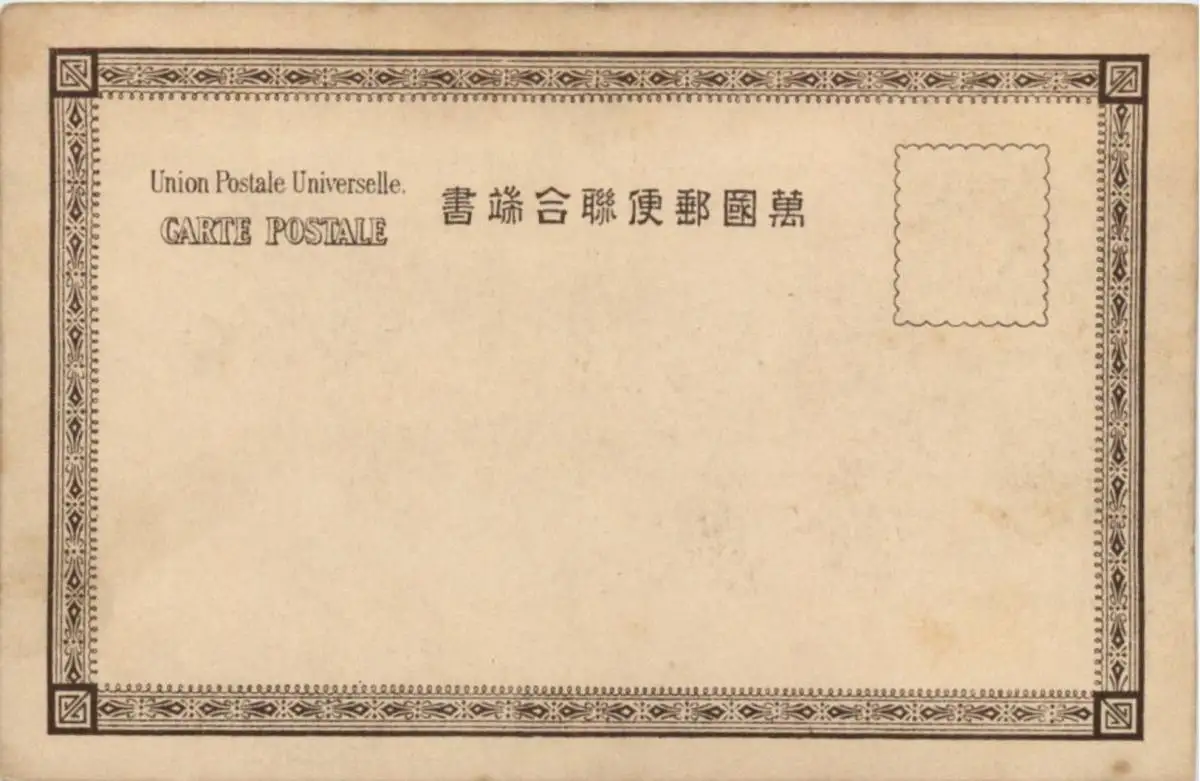 Union Postale Universelle.
CARTE POSTALE
萬國郵便聯合端書